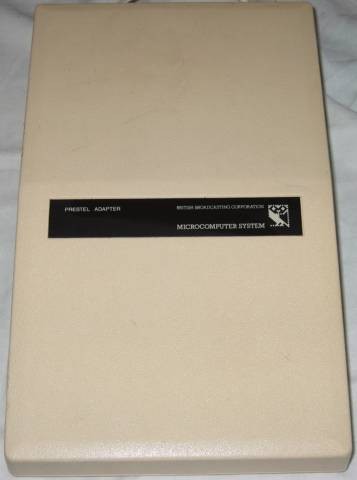 PRESTEL ADAPTER
BRITISH BROADCASTING CORPORATION
MICROCOMPUTER SYSTEM